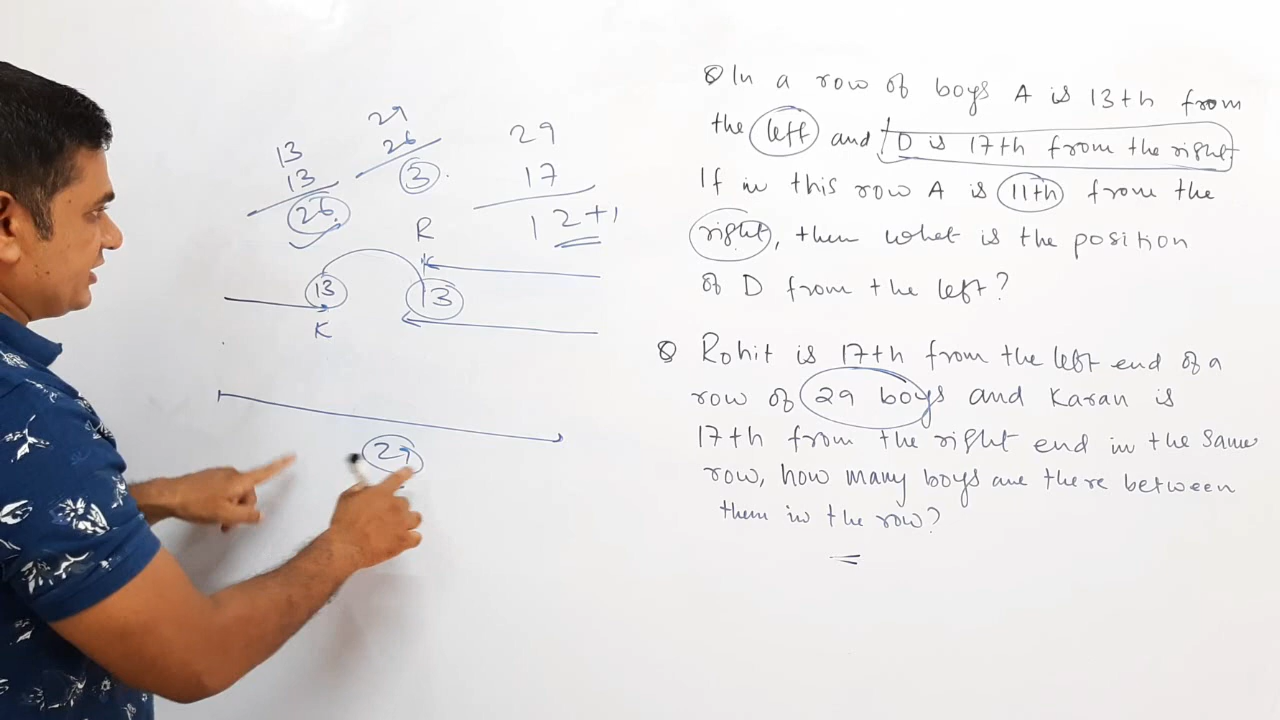 13
13
26
29
26
3
29
17
12+1
R
K
13
13
K
29
Q In a row of boys A is 13th from
the left and D is 17th from the right
If in this row A is 11th from the
right, then what is the position
of D from the left?
Q Rohit is 17th from the left end of a
row of 29 boys and Karan is
17th from the right end in the same
row, how many boys are there between
them in the row?